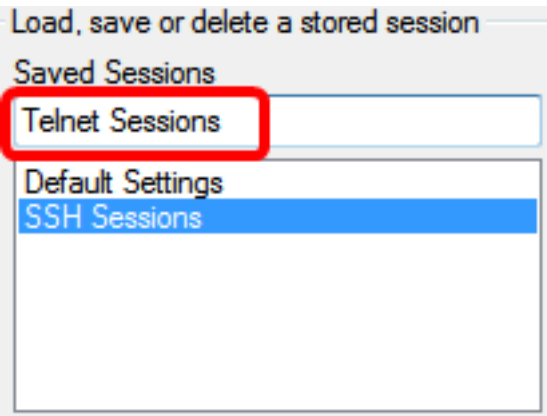 Load, save or delete a stored session
Saved Sessions
Telnet Sessions
Default Settings
SSH Sessions